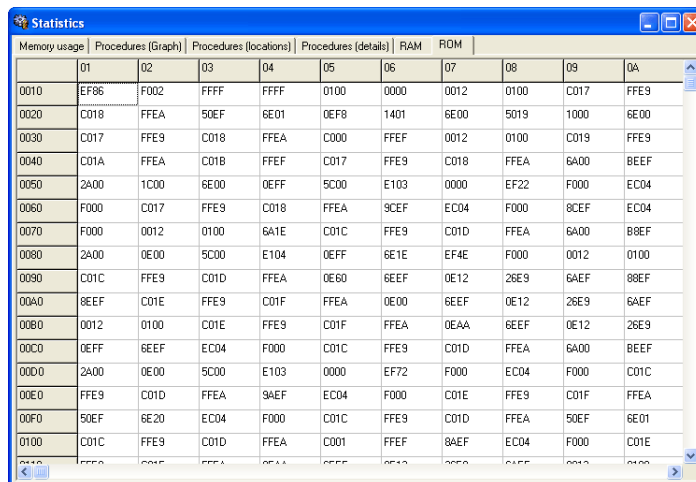 Statistics
Memory usage Procedures (Graph) Procedures (locations) Procedures (details) RAM ROM
01 02 03 04 05 06 07 08 09 0A
0010 EF86 F002 FFFF FFFF 0100 0000 0012 0100 C017 FFE9
0020 C018 FFEA 50EF 6E01 0EF8 1401 6E00 5019 1000 6E00
0030 C017 FFE9 C018 FFEA C000 FFEF 0012 0100 C019 FFE9
0040 C01A FFEA C01B FFEF C017 FFE9 C018 FFEA 6A00 BEEF
0050 2A00 1C00 6E00 0EFF 5C00 E103 0000 EF22 F000 EC04
0060 F000 C017 FFE9 C018 FFEA 9CEF EC04 F000 8CEF EC04
0070 F000 0012 0100 6A1E C01C FFE9 C01D FFEA 6A00 B8EF
0080 2A00 0E00 5C00 E104 0EFF 6E1E EF4E F000 0012 0100
0090 C01C FFE9 C01D FFEA 0E60 6EEF 0E12 26E9 6AEF 88EF
00A0 8EEF C01E FFE9 C01F FFEA 0E00 6EEF 0E12 26E9 6AEF
00B0 0012 0100 C01E FFE9 C01F FFEA 0EAA 6EEF 0E12 26E9
00C0 0EFF 6EEF EC04 F000 C01C FFE9 C01D FFEA 6A00 BEEF
00D0 2A00 0E00 5C00 E103 0000 EF72 F000 EC04 F000 C01C
00E0 FFE9 C01D FFEA 9AEF EC04 F000 C01E FFE9 C01F FFEA
00F0 50EF 6E20 EC04 F000 C01C FFE9 C01D FFEA 50EF 6E01
0100 C01C FFE9 C01D FFEA C001 FFEF 8AEF EC04 F000 C01E